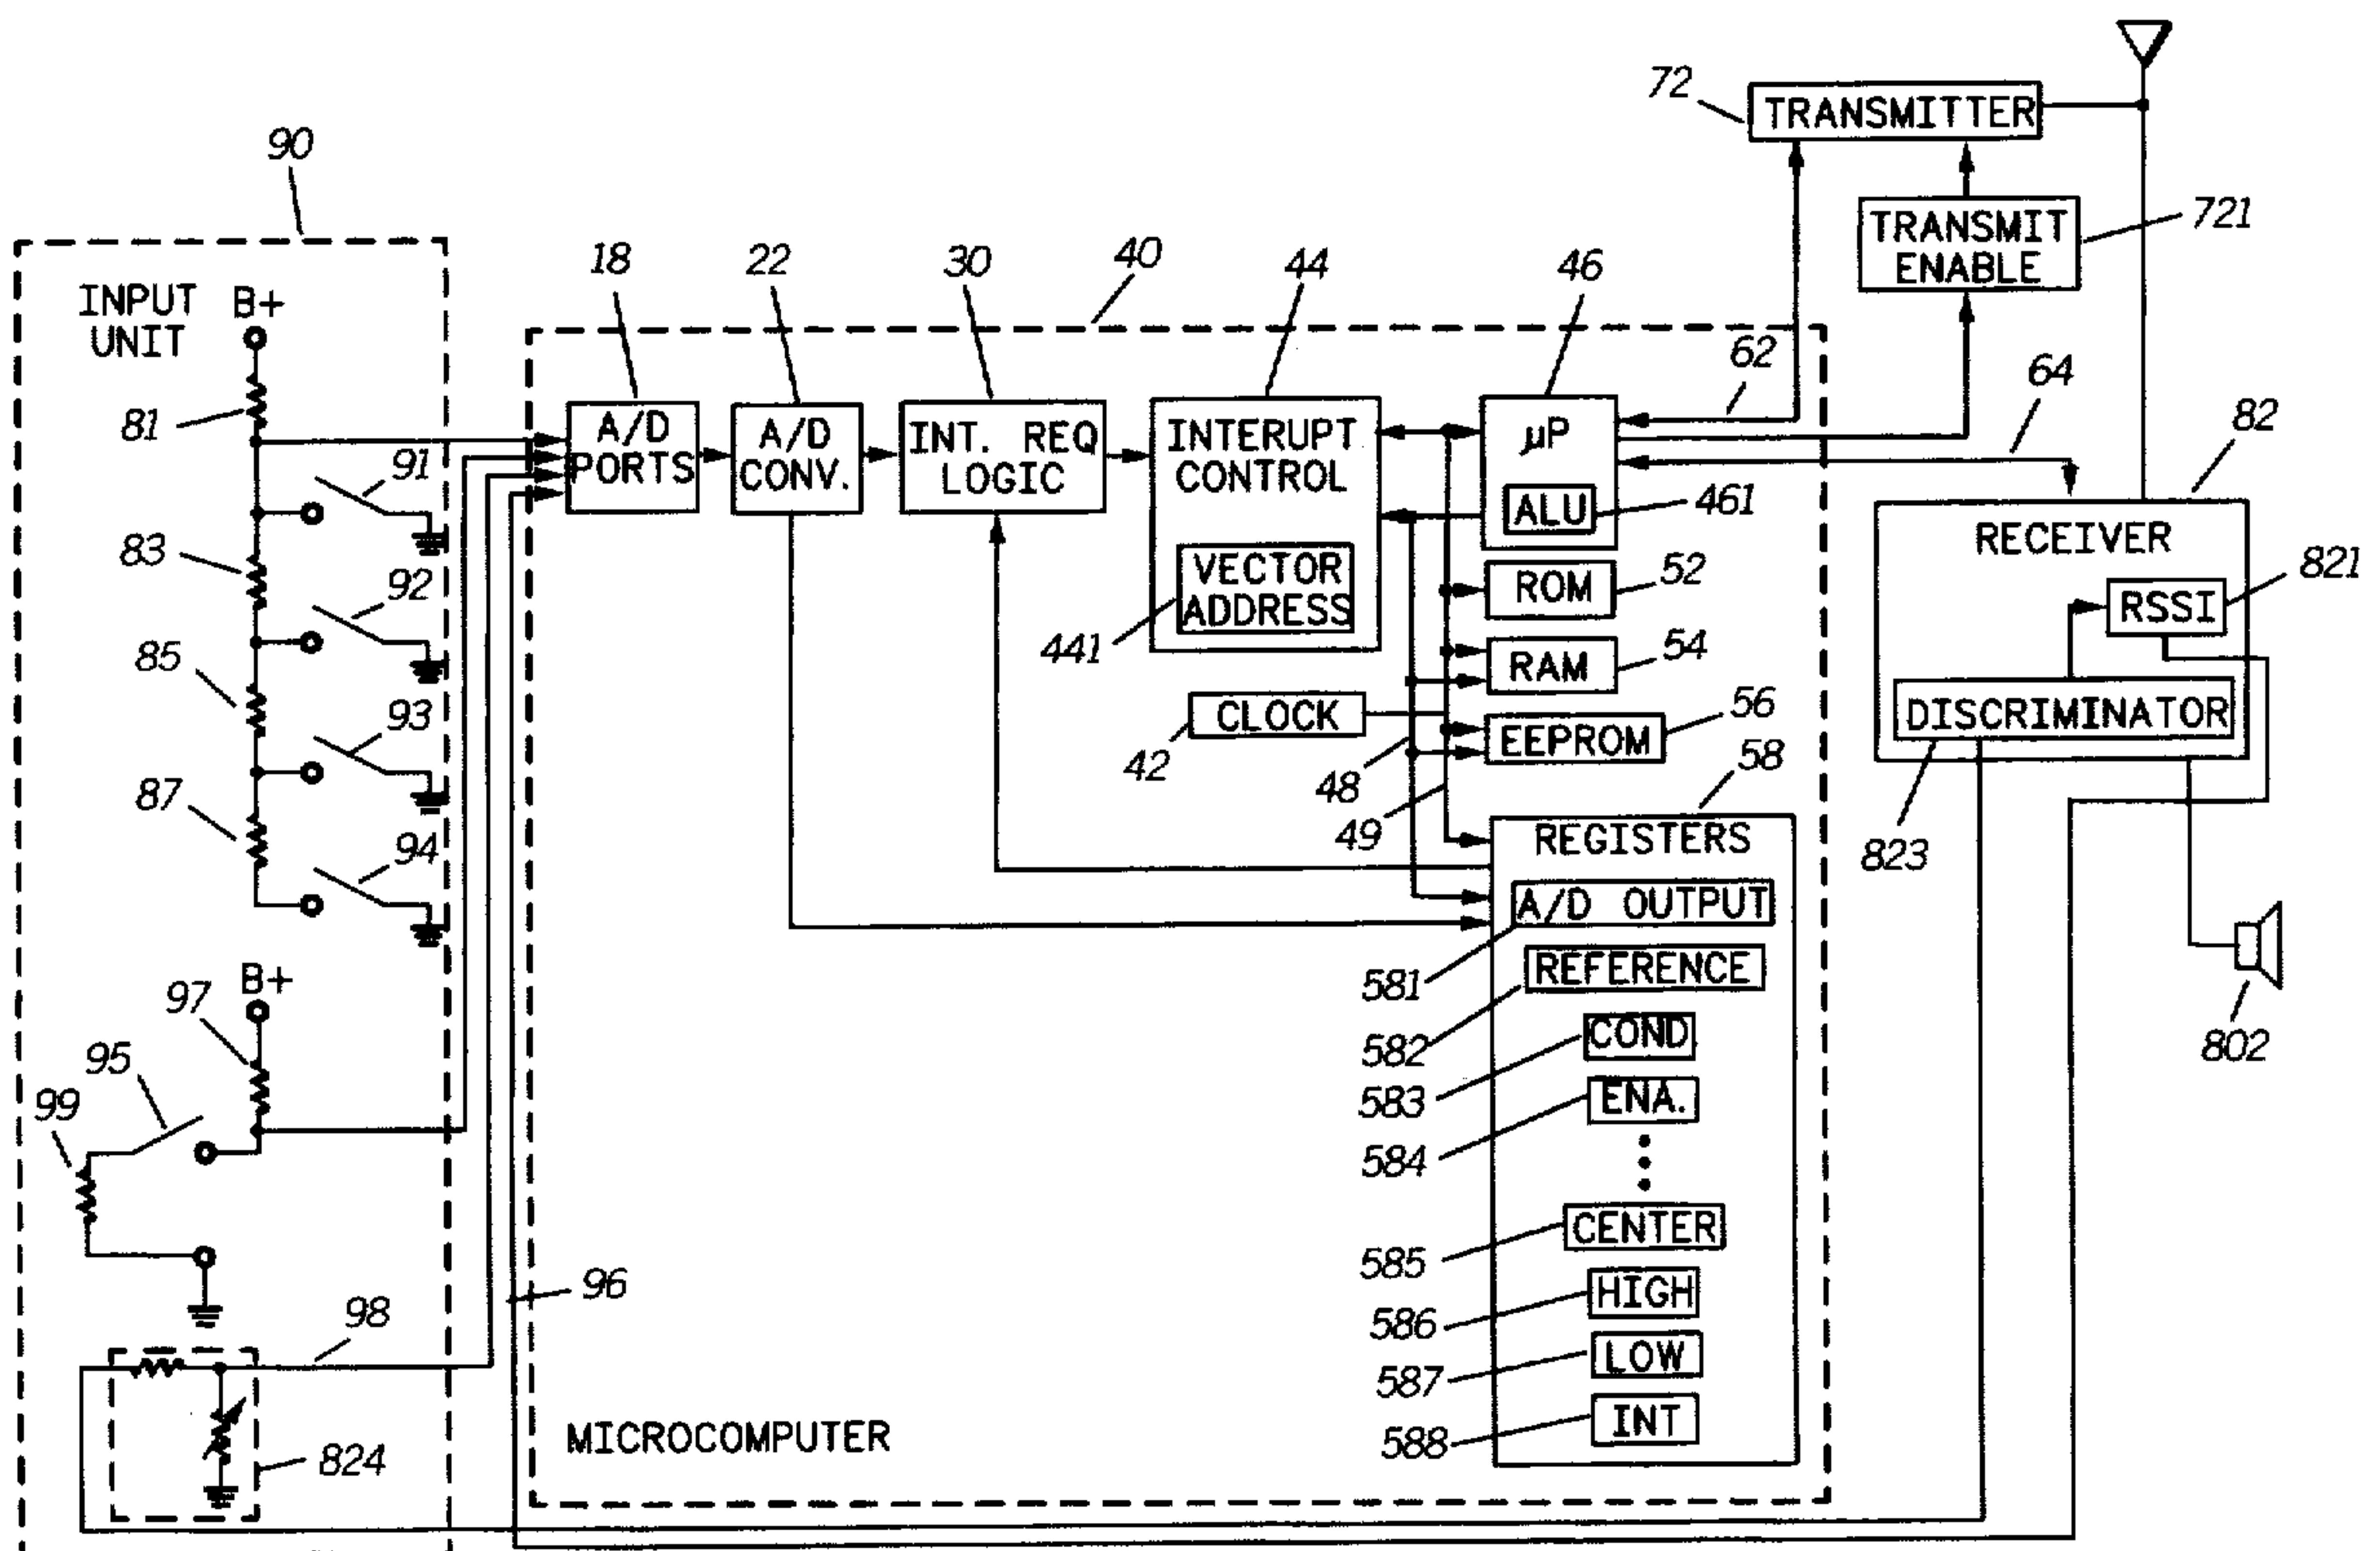 72
TRANSMITTER
90
TRANSMIT
ENABLE
721
INPUT
UNIT
B+
18
22
30
40
44
46
62
64
82
81
A/D
PORTS
A/D
CONV.
INT. REQ
LOGIC
INTERUPT
CONTROL
µP
ALU
461
91
83
92
VECTOR
ADDRESS
441
ROM
52
RECEIVER
821
RSSI
85
RAM
54
93
CLOCK
42
EEPROM
56
DISCRIMINATOR
87
48
58
49
823
94
REGISTERS
A/D OUTPUT
581
REFERENCE
582
B+
97
COND
583
802
95
99
ENA.
584
CENTER
585
96
98
HIGH
586
LOW
587
MICROCOMPUTER
INT
588
824